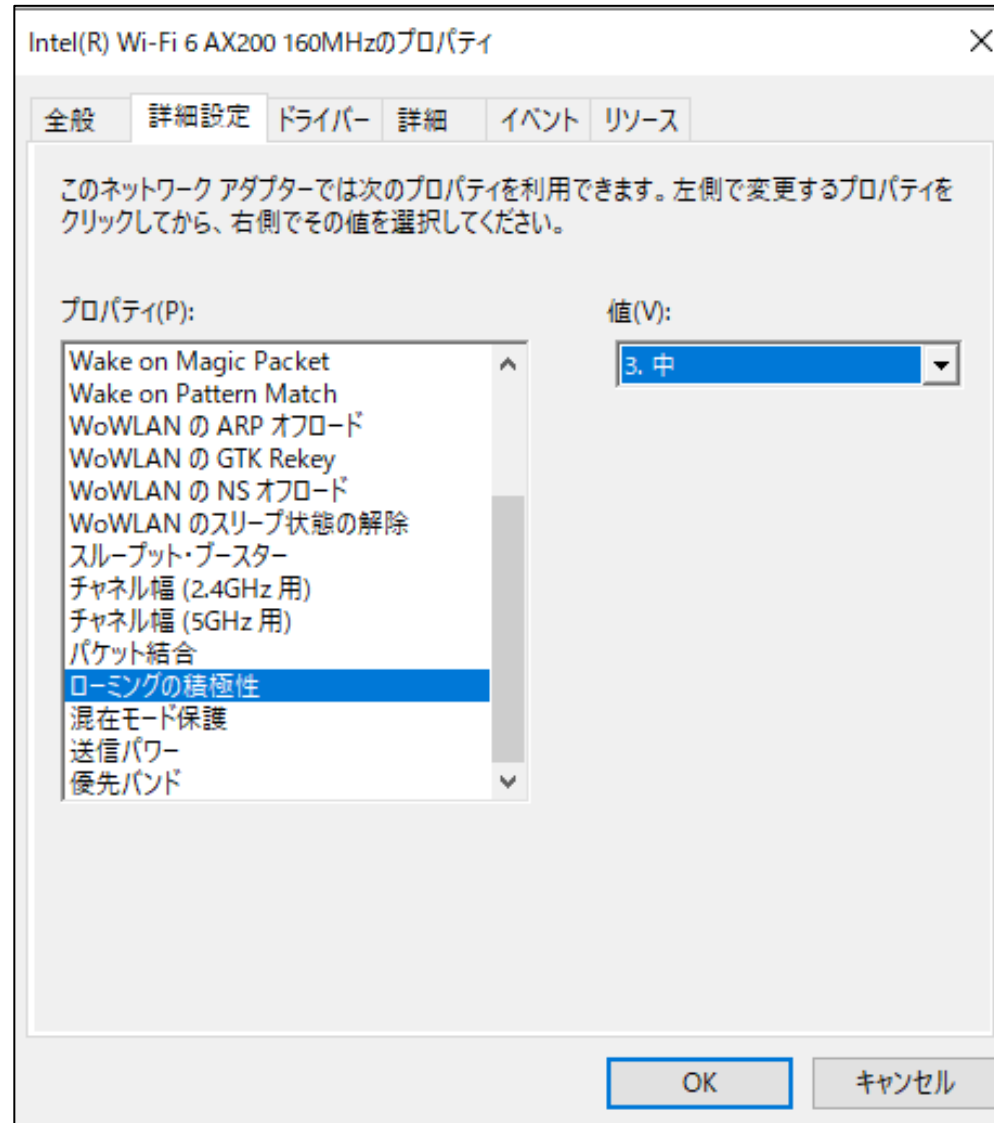 Intel(R) Wi-Fi 6 AX200 160MHzのプロパティ
全般
詳細設定
ドライバー
詳細
イベント
リソース
このネットワーク アダプターでは次のプロパティを利用できます。左側で変更するプロパティを
クリックしてから、右側でその値を選択してください。
プロパティ(P):
値(V):
Wake on Magic Packet
Wake on Pattern Match
WoWLAN の ARP オフロード
WoWLAN の GTK Rekey
WoWLAN の NS オフロード
WoWLAN のスリープ状態の解除
スループット・ブースター
チャネル幅 (2.4GHz 用)
チャネル幅 (5GHz 用)
パケット結合
ローミングの積極性
混在モード保護
送信パワー
優先バンド
3. 中
OK
キャンセル